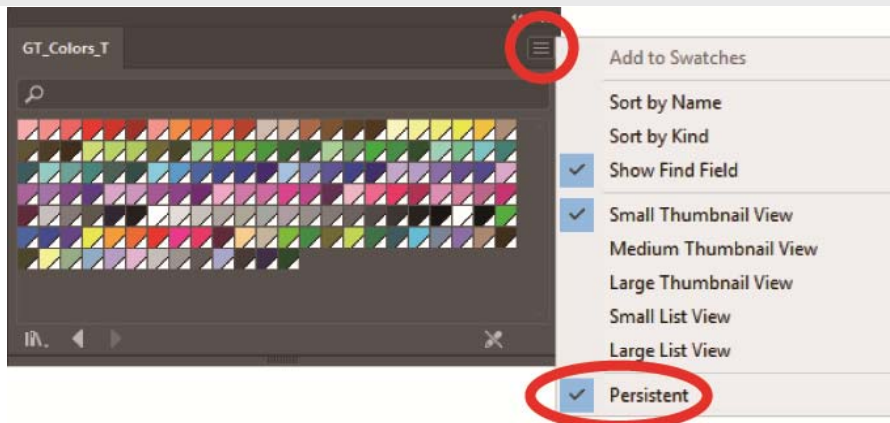 GT_Colors_T
Add to Swatches
Sort by Name
Sort by Kind
Show Find Field
Small Thumbnail View
Medium Thumbnail View
Large Thumbnail View
Small List View
Large List View
Persistent